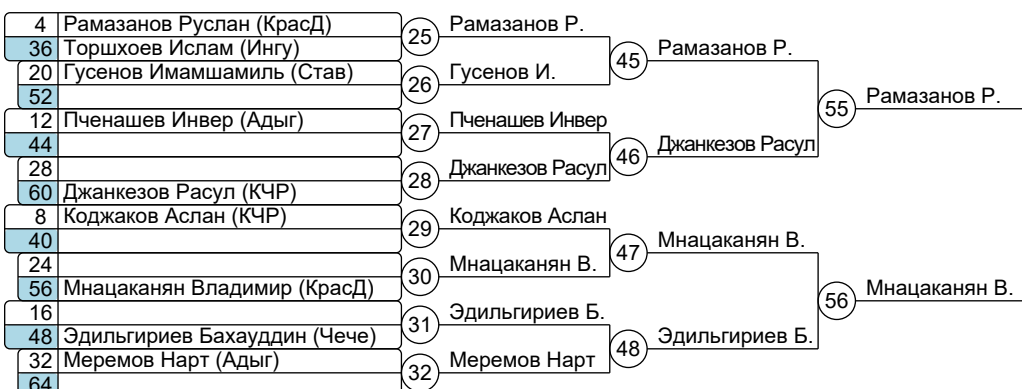 4 Рамазанов Руслан (КрасД)
36 Торшхоев Ислам (Ингу)
20 Гусенов Имамшамиль (Став)
52
12 Пченашев Инвер (Адыг)
44
28
60 Джанкезов Расул (КЧР)
8 Коджаков Аслан (КЧР)
40
24
56 Мнацаканян Владимир (КрасД)
16
48 Эдильгириев Бахауддин (Чече)
32 Меремов Нарт (Адыг)
64
25 Рамазанов Р.
26 Гусенов И.
27 Пченашев Инвер
28 Джанкезов Расул
29 Коджаков Аслан
30 Мнацаканян В.
31 Эдильгириев Б.
32 Меремов Нарт
45 Рамазанов Р.
46 Джанкезов Расул
47 Мнацаканян В.
48 Эдильгириев Б.
55 Рамазанов Р.
56 Мнацаканян В.